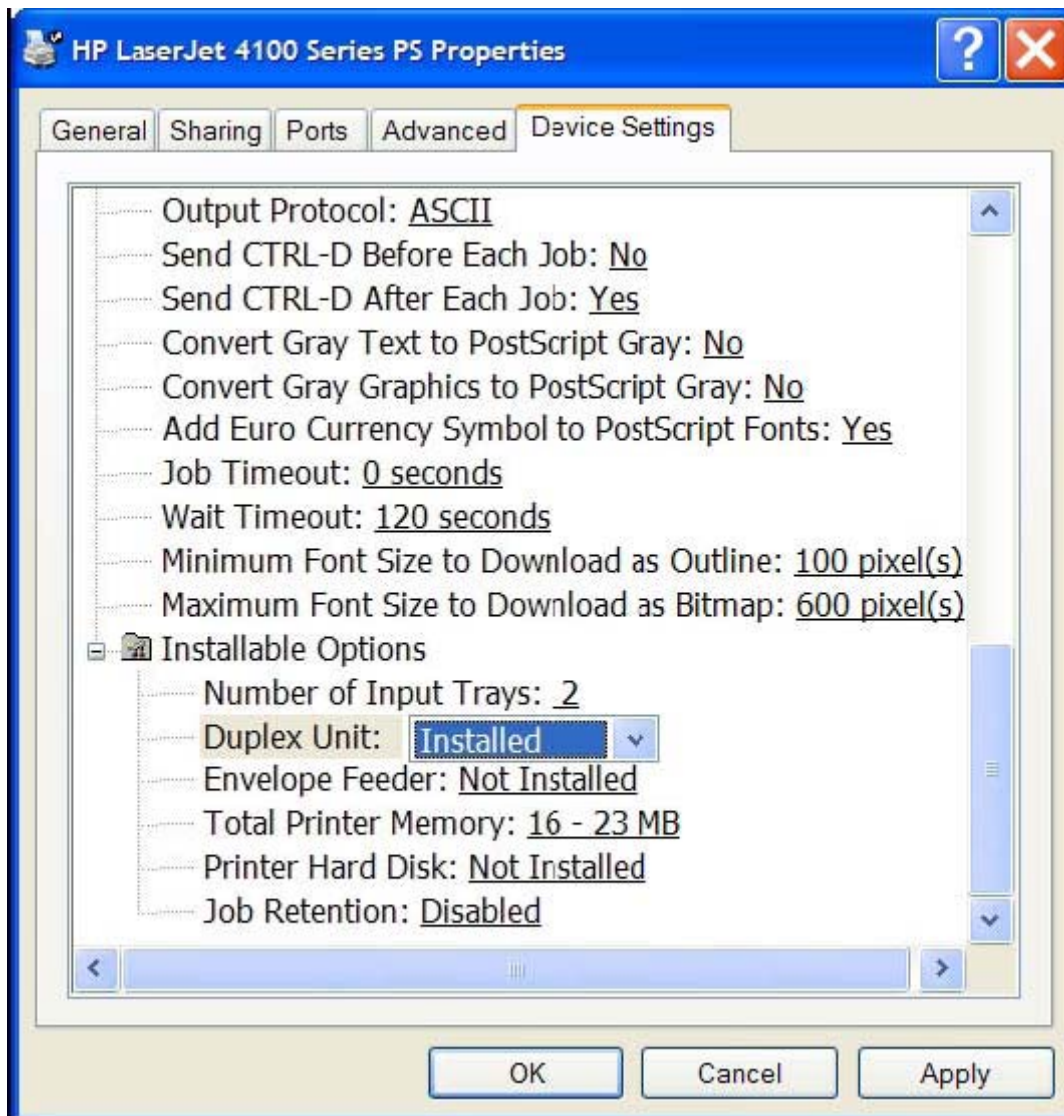 HP LaserJet 4100 Series PS Properties
General Sharing Ports Advanced Device Settings
Output Protocol: ASCII
Send CTRL-D Before Each Job: No
Send CTRL-D After Each Job: Yes
Convert Gray Text to PostScript Gray: No
Convert Gray Graphics to PostScript Gray: No
Add Euro Currency Symbol to PostScript Fonts: Yes
Job Timeout: 0 seconds
Wait Timeout: 120 seconds
Minimum Font Size to Download as Outline: 100 pixel(s)
Maximum Font Size to Download as Bitmap: 600 pixel(s)
Installable Options
Number of Input Trays: 2
Duplex Unit: Installed
Envelope Feeder: Not Installed
Total Printer Memory: 16 - 23 MB
Printer Hard Disk: Not Installed
Job Retention: Disabled
OK Cancel Apply